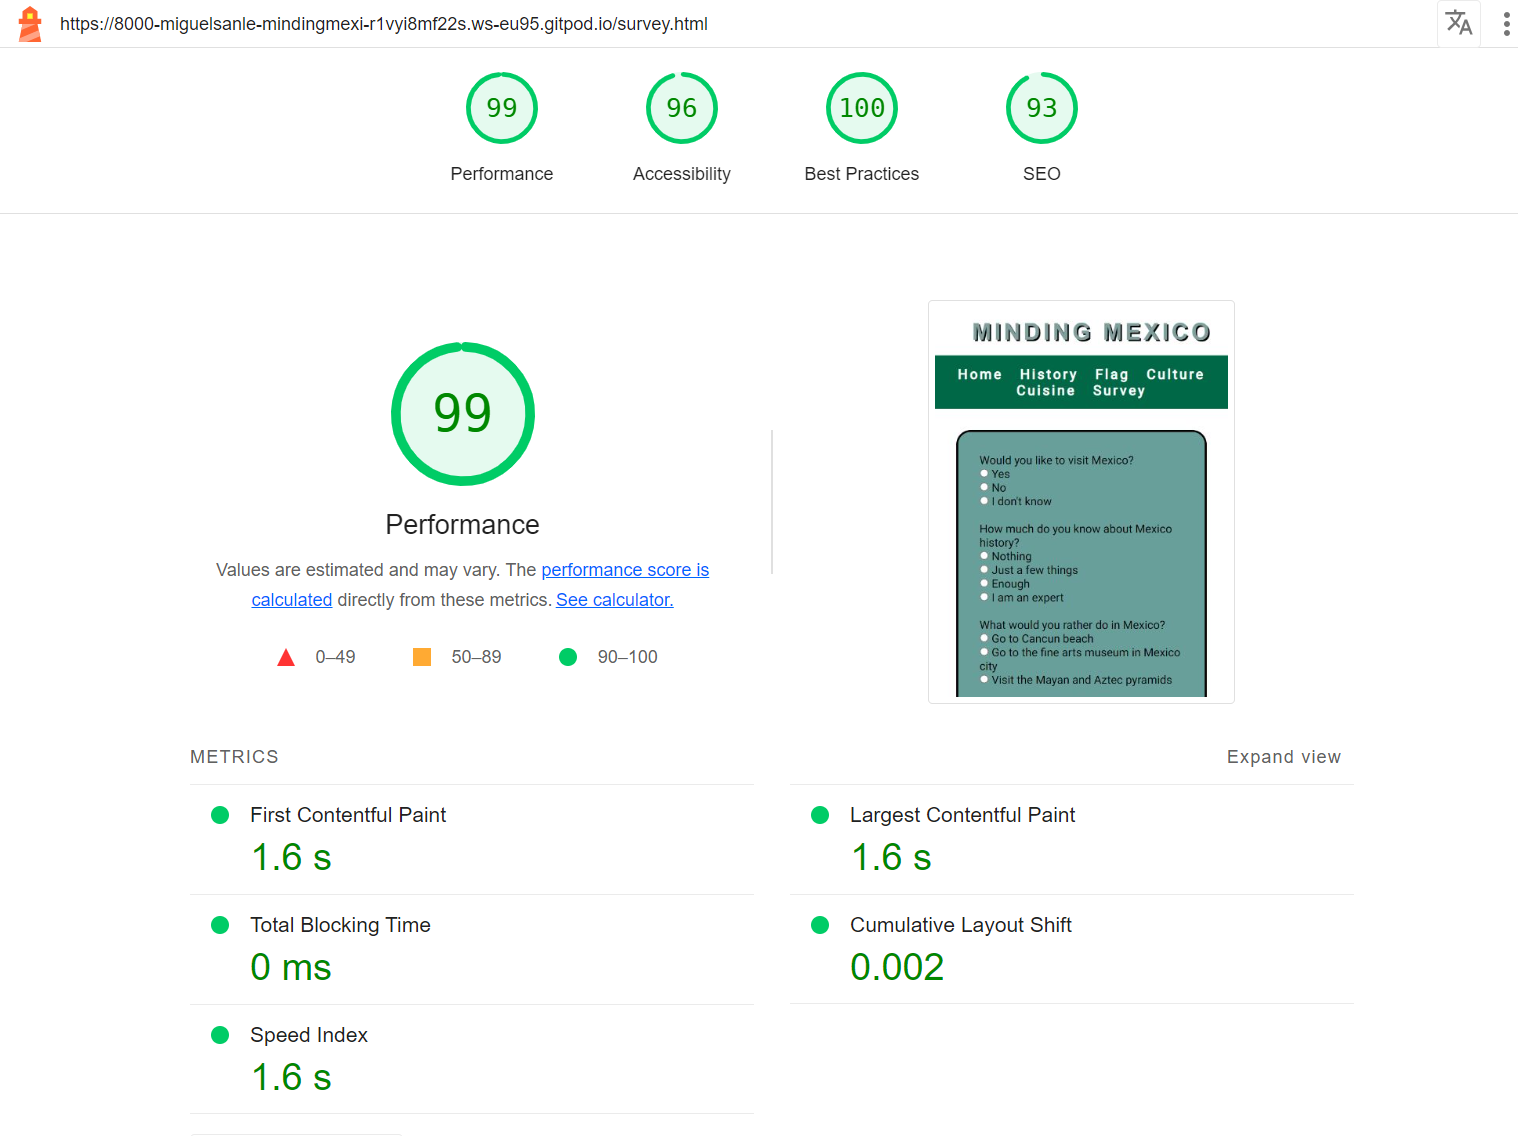 https://8000-miguelsanle-mindingmexi-r1vyi8mf22s.ws-eu95.gitpod.io/survey.html
99
96
100
93
Performance
Accessibility
Best Practices
SEO
99
Performance
Values are estimated and may vary. The performance score is
calculated directly from these metrics. See calculator.
0–49
50–89
90–100
MINDING MEXICO
Home History Flag Culture
Cuisine Survey
Would you like to visit Mexico?
Yes
No
I don't know
How much do you know about Mexico
history?
Nothing
Just a few things
Enough
I am an expert
What would you rather do in Mexico?
Go to Cancun beach
Go to the fine arts museum in Mexico
city
Visit the Mayan and Aztec pyramids
METRICS
Expand view
First Contentful Paint
1.6 s
Largest Contentful Paint
1.6 s
Total Blocking Time
0 ms
Cumulative Layout Shift
0.002
Speed Index
1.6 s